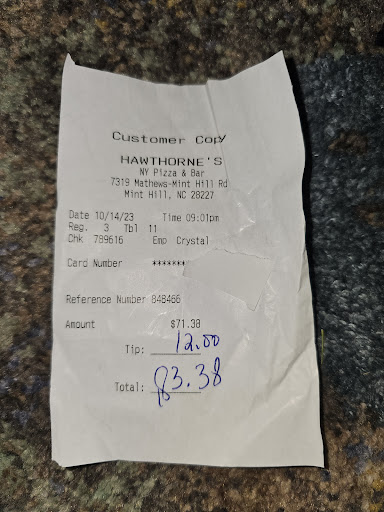 Customer Copy
HAWTHORNE'S
NY Pizza & Bar
7319 Mathews-Mint Hill Rd
Mint Hill, NC 28227
Date 10/14/23 Time 09:01pm
Reg. 3 Tbl 11
Chk 789616 Emp Crystal
Card Number *******
Reference Number 848466
Amount $71.38
Tip: 12.00
Total: 83.38